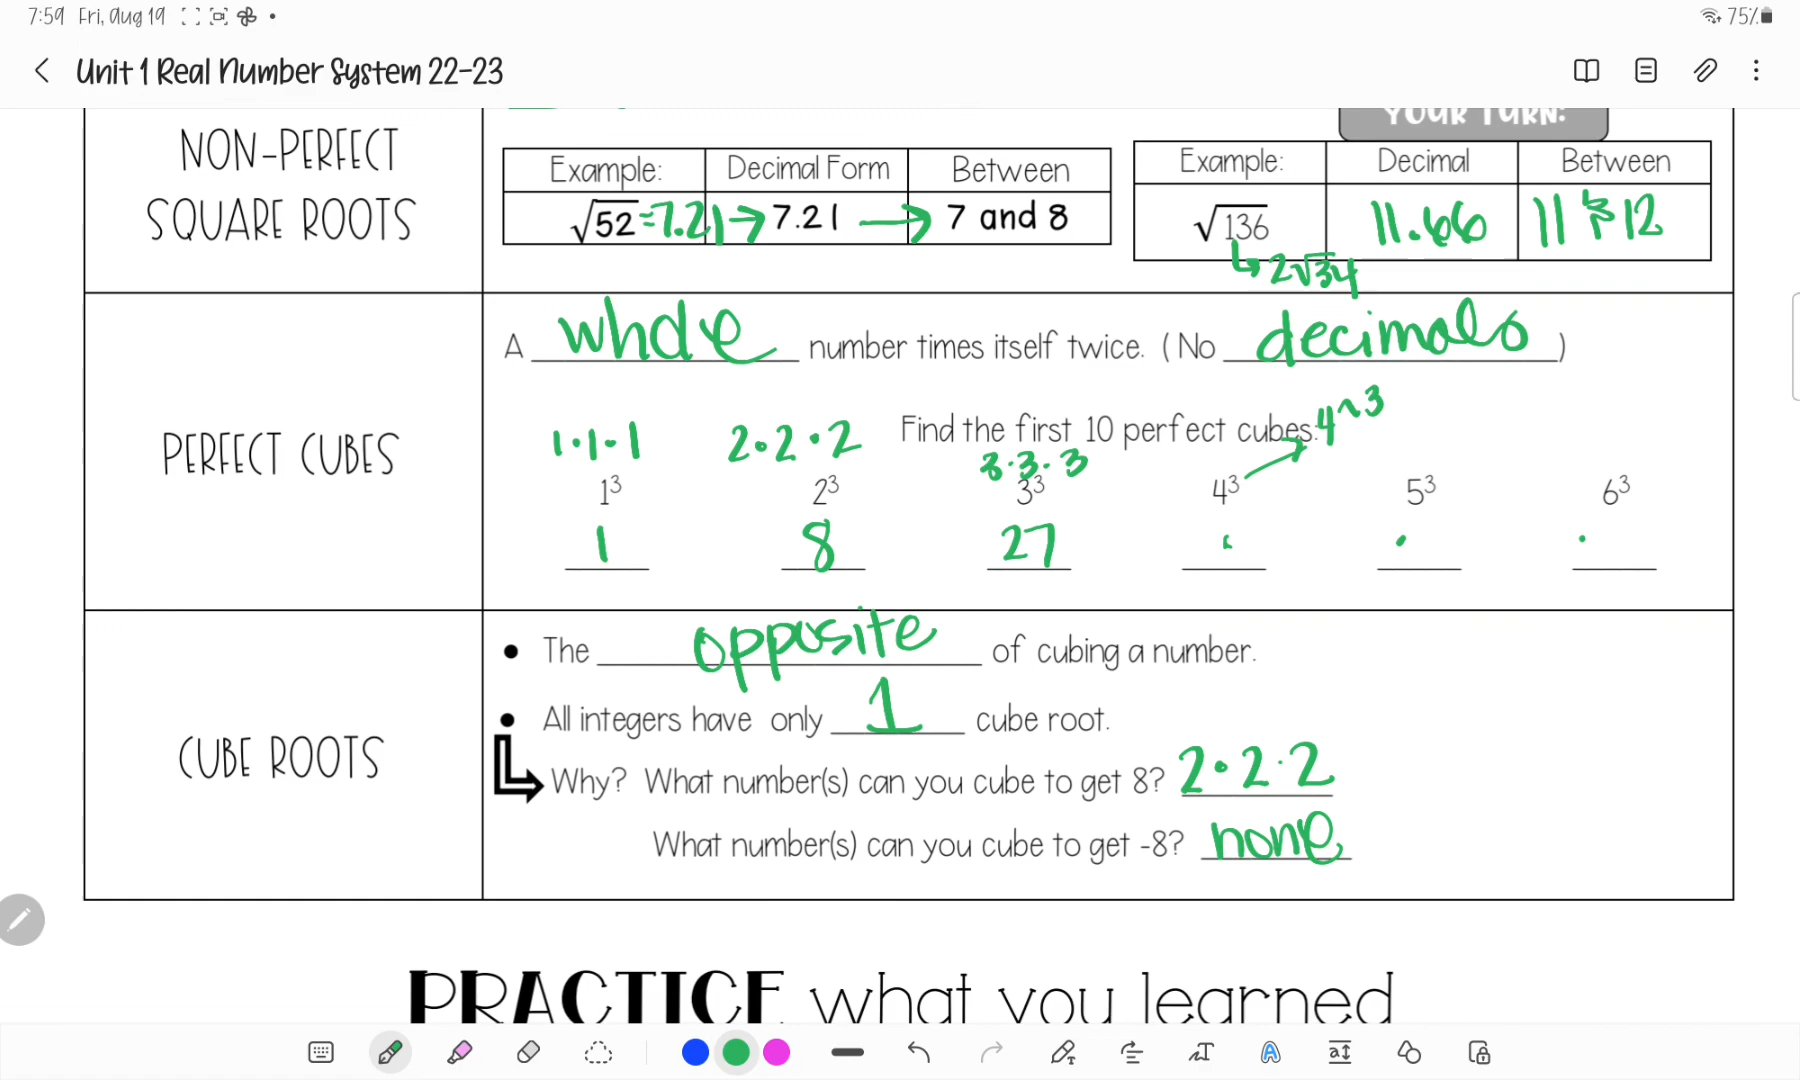 7:59 Fri, Aug 19
75%
Unit 1 Real Number System 22-23
YOUR TURN:
NON-PERFECT
SQUARE ROOTS
Example: Decimal Form Between
√52 =7.21 → 7.21 → 7 and 8
Example: Decimal Between
√136 11.66 11 & 12
↳ 2√34
PERFECT CUBES
A whole number times itself twice. ( No decimals )
Find the first 10 perfect cubes:
1·1·1 2·2·2 3·3·3 4^3
1³ 2³ 3³ 4³ 5³ 6³
1 8 27
CUBE ROOTS
• The opposite of cubing a number.
• All integers have only 1 cube root.
Why? What number(s) can you cube to get 8? 2·2·2
What number(s) can you cube to get -8? none
PRACTICE what you learned